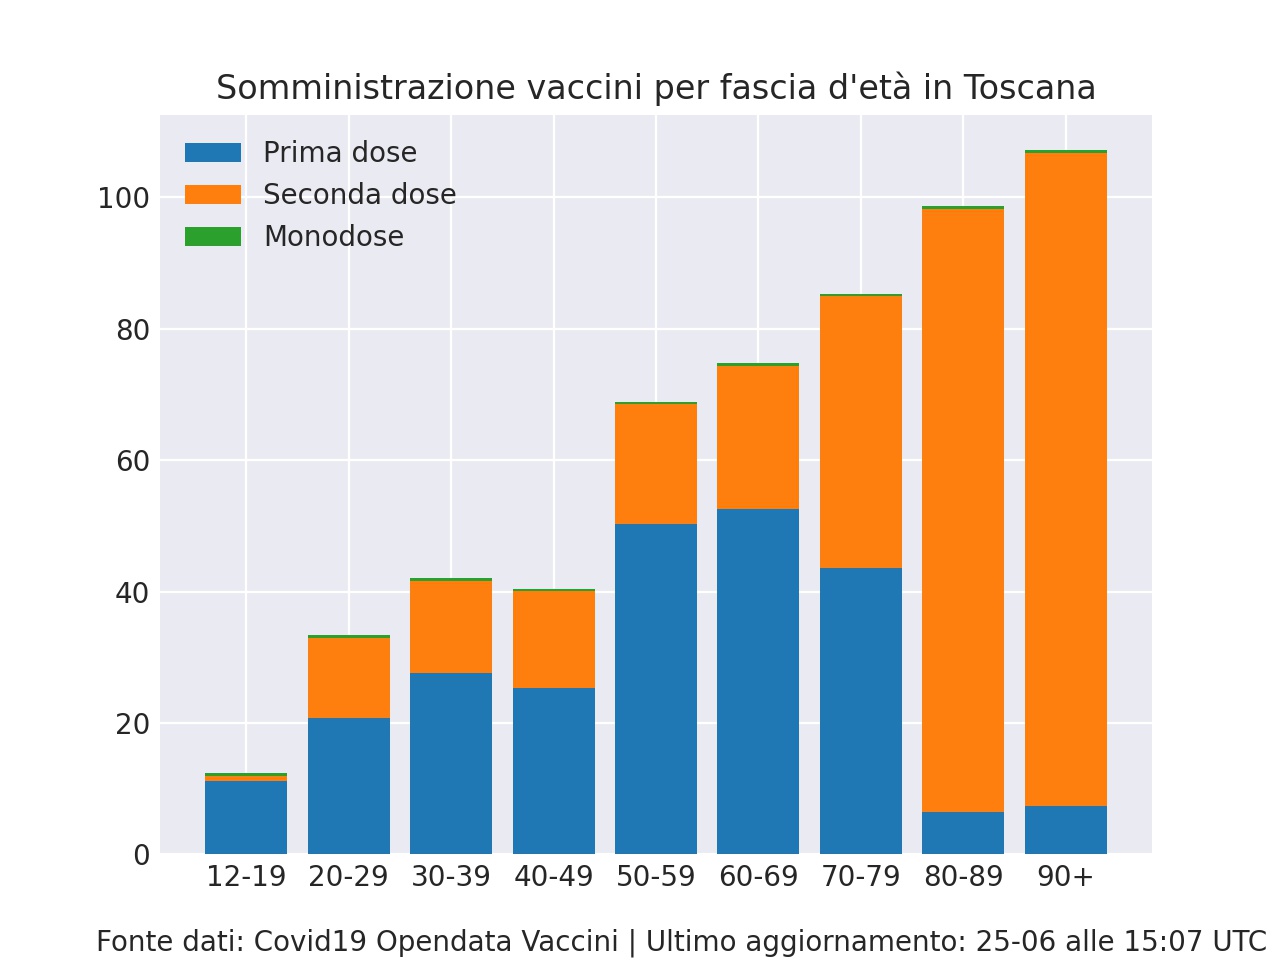 Somministrazione vaccini per fascia d'età in Toscana
Prima dose
Seconda dose
Monodose
100
80
60
40
20
0
12-19 20-29 30-39 40-49 50-59 60-69 70-79 80-89 90+
Fonte dati: Covid19 Opendata Vaccini | Ultimo aggiornamento: 25-06 alle 15:07 UTC